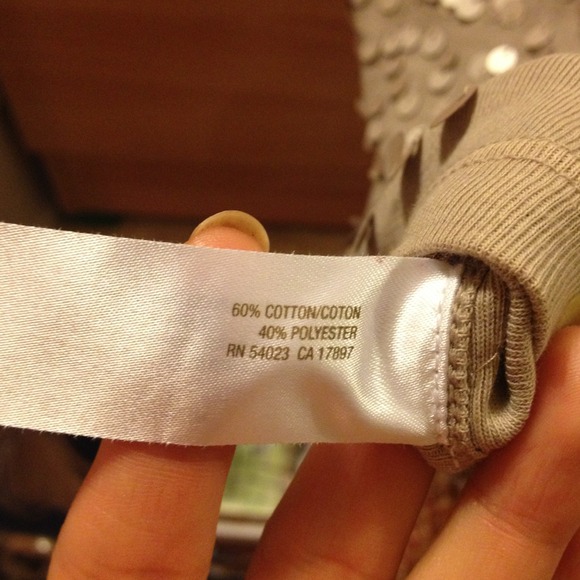 60% COTTON/COTON
40% POLYESTER
RN 54023 CA 17897